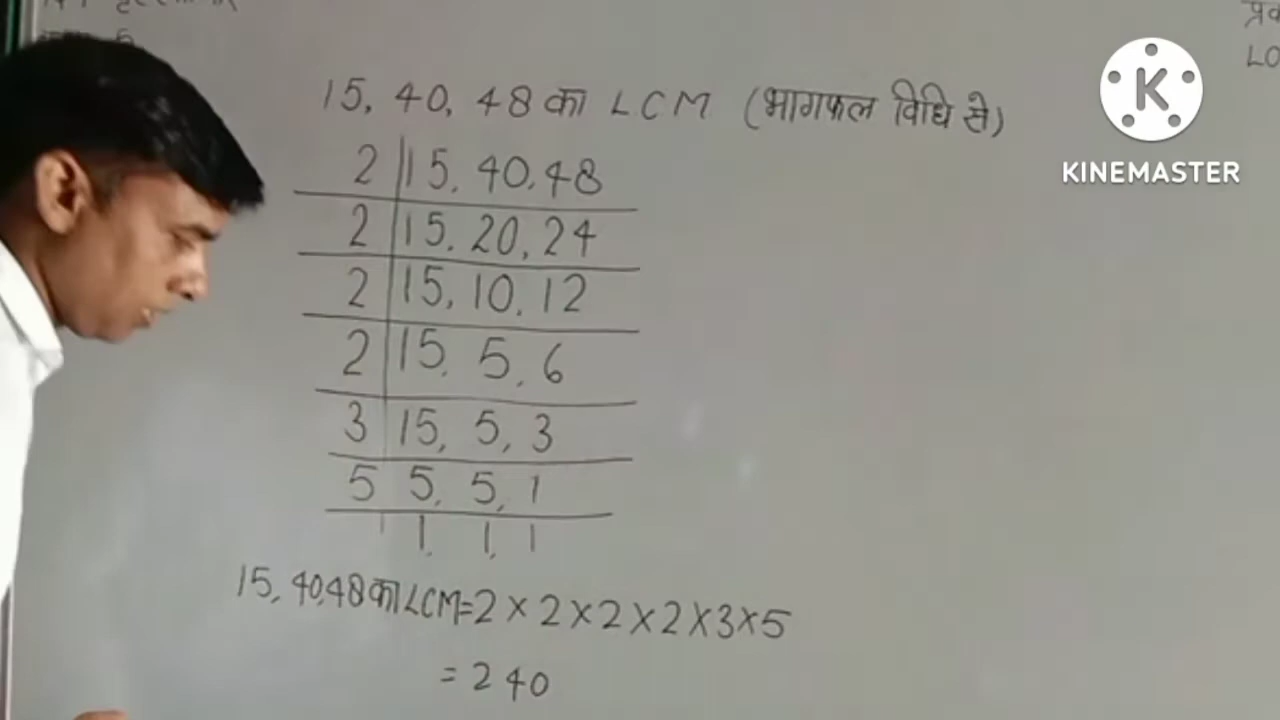 15, 40, 48 का LCM (भागफल विधि से)
2 15, 40, 48
2 15, 20, 24
2 15, 10, 12
2 15, 5, 6
3 15, 5, 3
5 5, 5, 1
1, 1, 1
15, 40,48 का LCM=2×2×2×2×3×5
=240
KINEMASTER